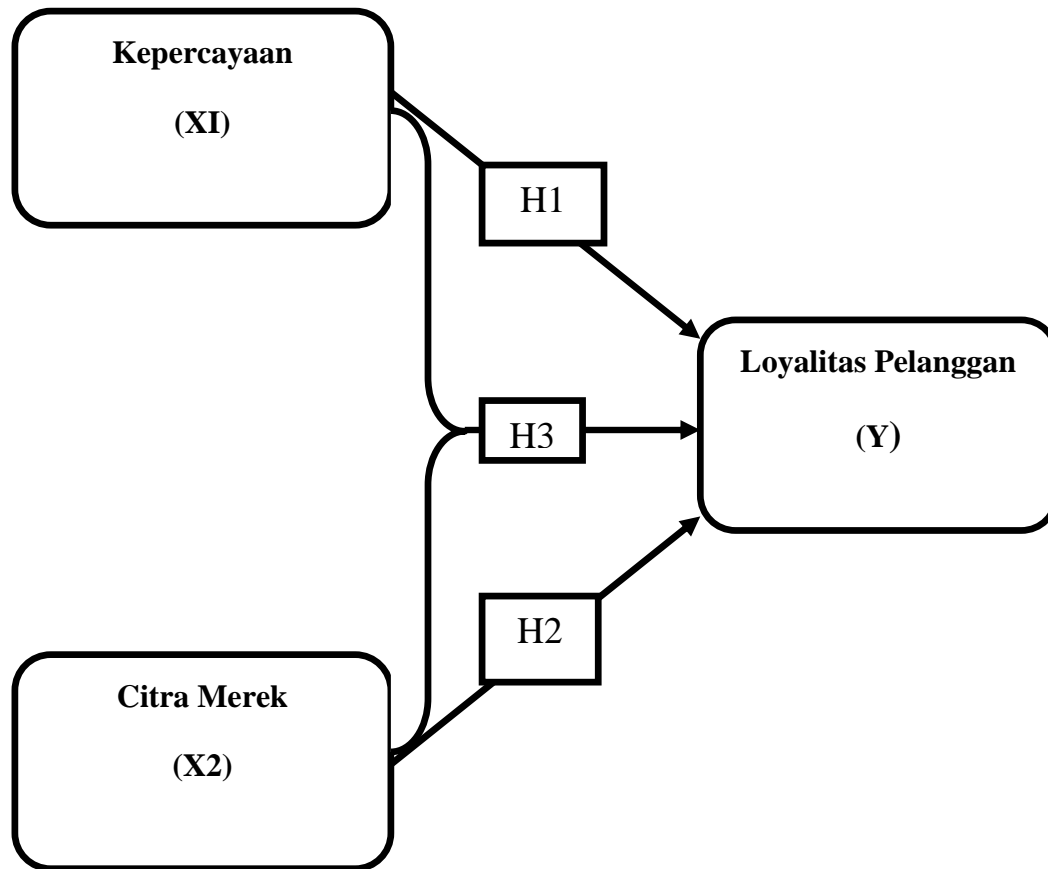 Kepercayaan
(XI)
H1
Loyalitas Pelanggan
(Y)
H3
H2
Citra Merek
(X2)